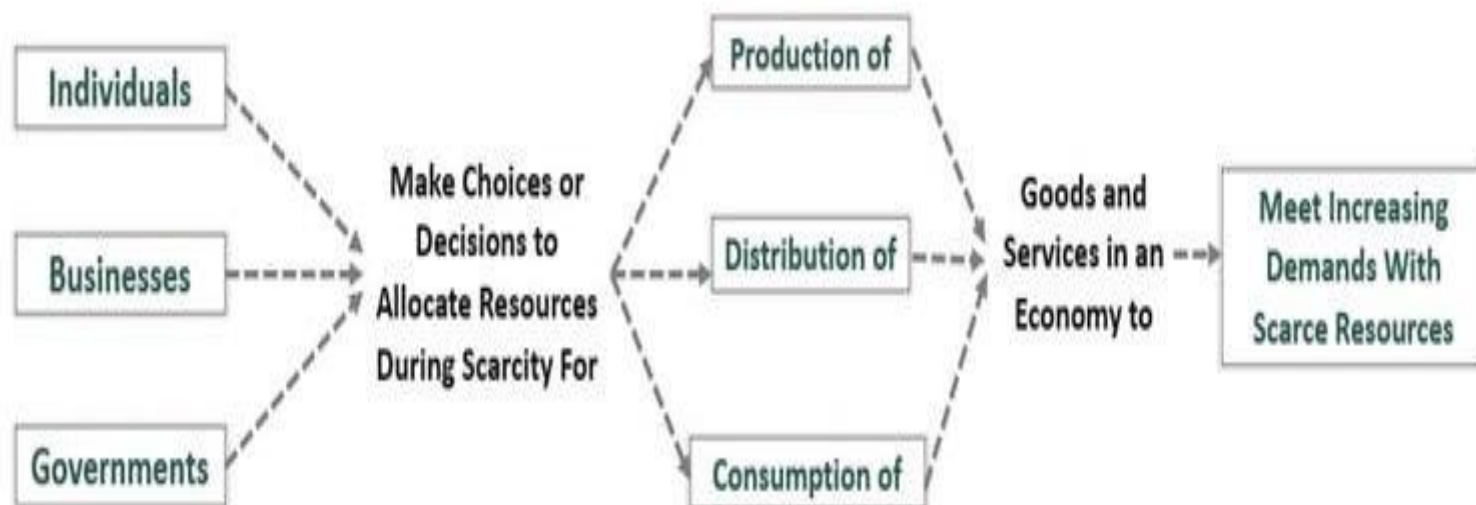 Individuals
Businesses
Governments
Make Choices or
Decisions to
Allocate Resources
During Scarcity For
Production of
Distribution of
Consumption of
Goods and
Services in an
Economy to
Meet Increasing
Demands With
Scarce Resources